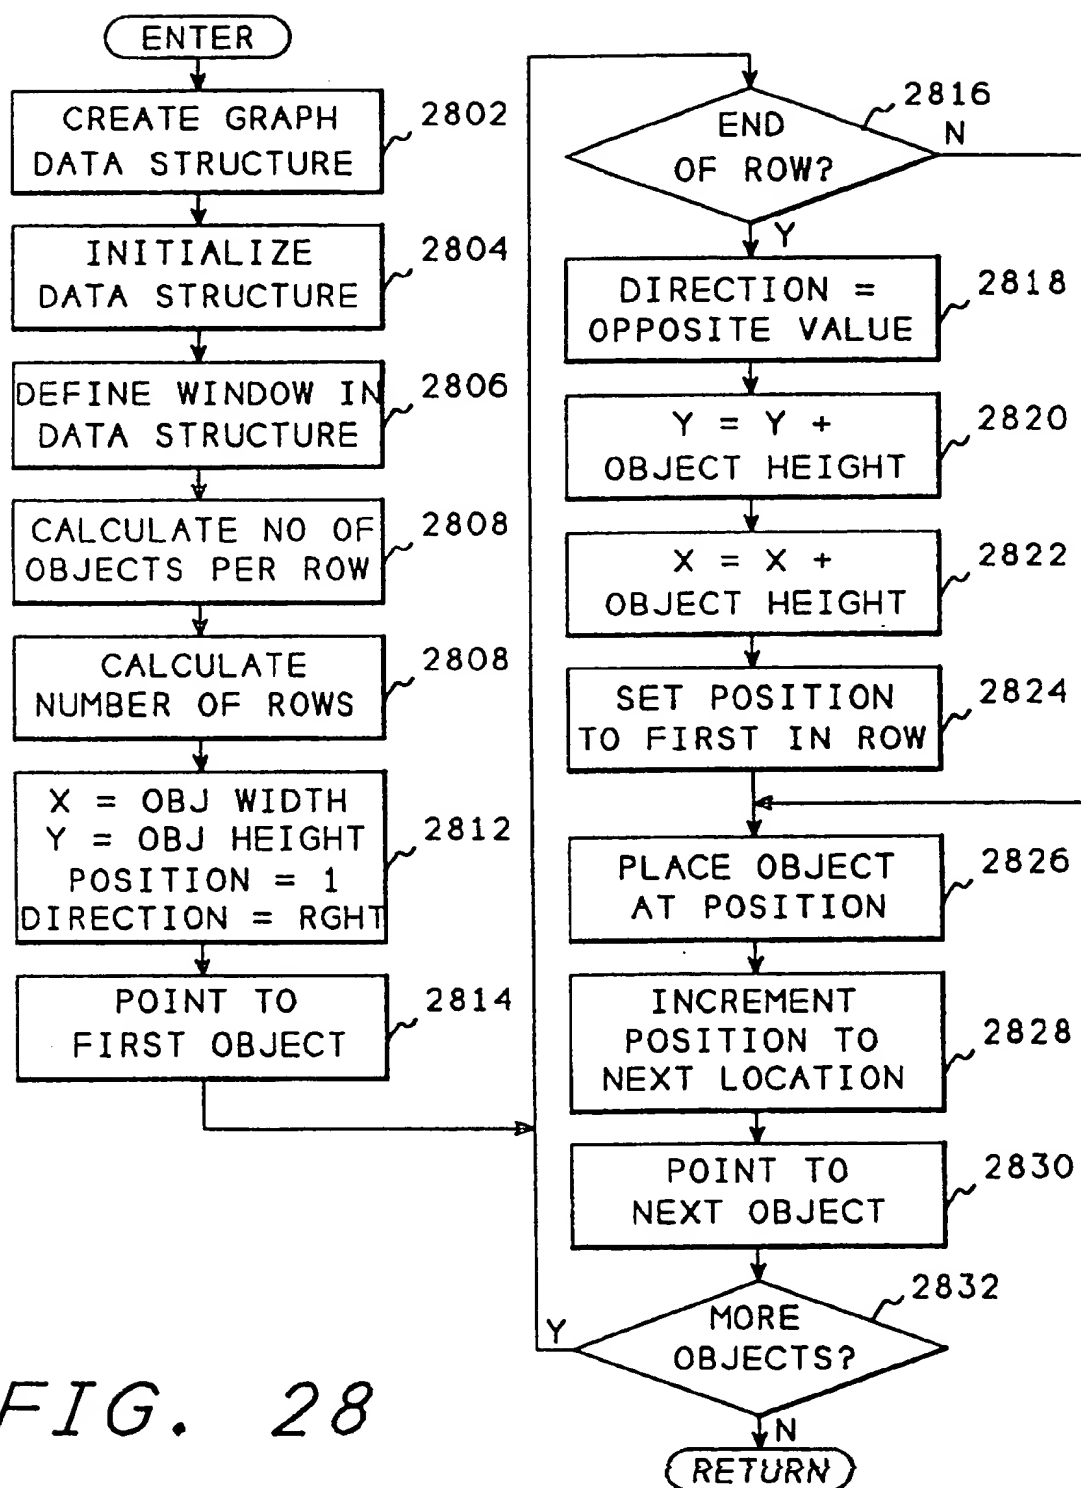 ENTER
CREATE GRAPH
DATA STRUCTURE
2802
INITIALIZE
DATA STRUCTURE
2804
DEFINE WINDOW IN
DATA STRUCTURE
2806
CALCULATE NO OF
OBJECTS PER ROW
2808
CALCULATE
NUMBER OF ROWS
2808
X = OBJ WIDTH
Y = OBJ HEIGHT
POSITION = 1
DIRECTION = RGHT
2812
POINT TO
FIRST OBJECT
2814
END
OF ROW?
2816
N
Y
DIRECTION =
OPPOSITE VALUE
2818
Y = Y +
OBJECT HEIGHT
2820
X = X +
OBJECT HEIGHT
2822
SET POSITION
TO FIRST IN ROW
2824
PLACE OBJECT
AT POSITION
2826
INCREMENT
POSITION TO
NEXT LOCATION
2828
POINT TO
NEXT OBJECT
2830
MORE
OBJECTS?
2832
Y
N
RETURN
FIG. 28